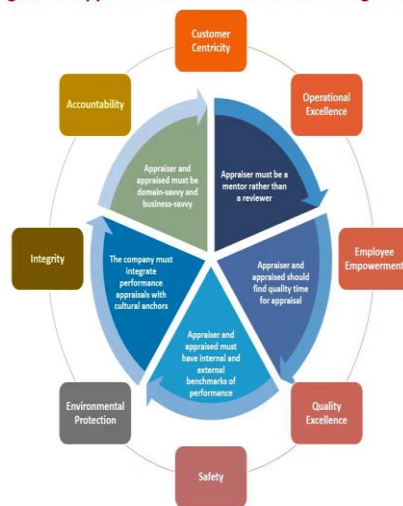 Customer
Centricity
Accountability
Operational
Excellence
Appraiser and
appraised must be
domain-savvy and
business-savvy
Appraiser must be a
mentor rather than
a reviewer
Integrity
The company must
integrate
performance
appraisals with
cultural anchors
Appraiser and
appraised should
find quality time
for appraisal
Employee
Empowerment
Appraiser and
appraised must
have internal and
external
benchmarks of
performance
Environmental
Protection
Quality
Excellence
Safety